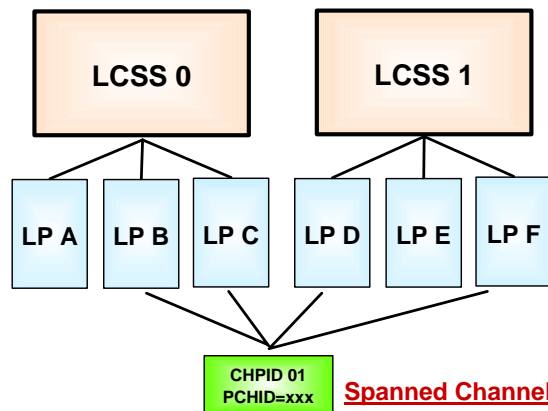 LCSS 0
LCSS 1
LP A
LP B
LP C
LP D
LP E
LP F
CHPID 01
PCHID=xxx
Spanned Channel